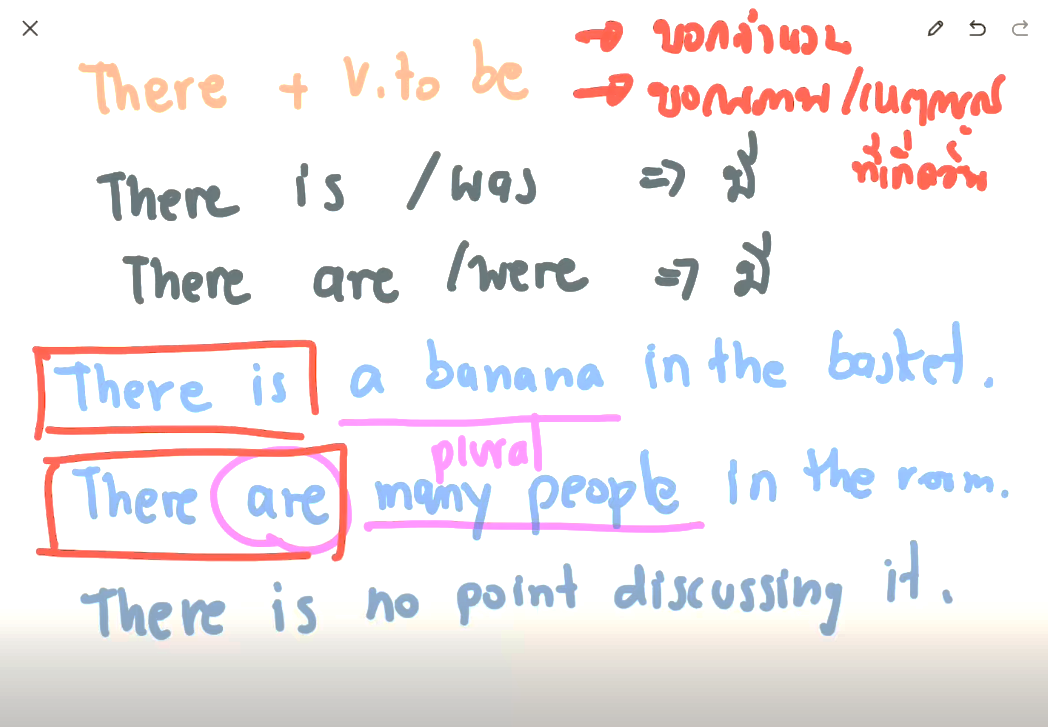 There + V. to be → บอกจำนวน
→ บอกสภาพ/เหตุการณ์
ที่เกิดขึ้น
There is /was => มี
There are /were => มี
There is a banana in the basket.
plural
There are many people in the room.
There is no point discussing it.